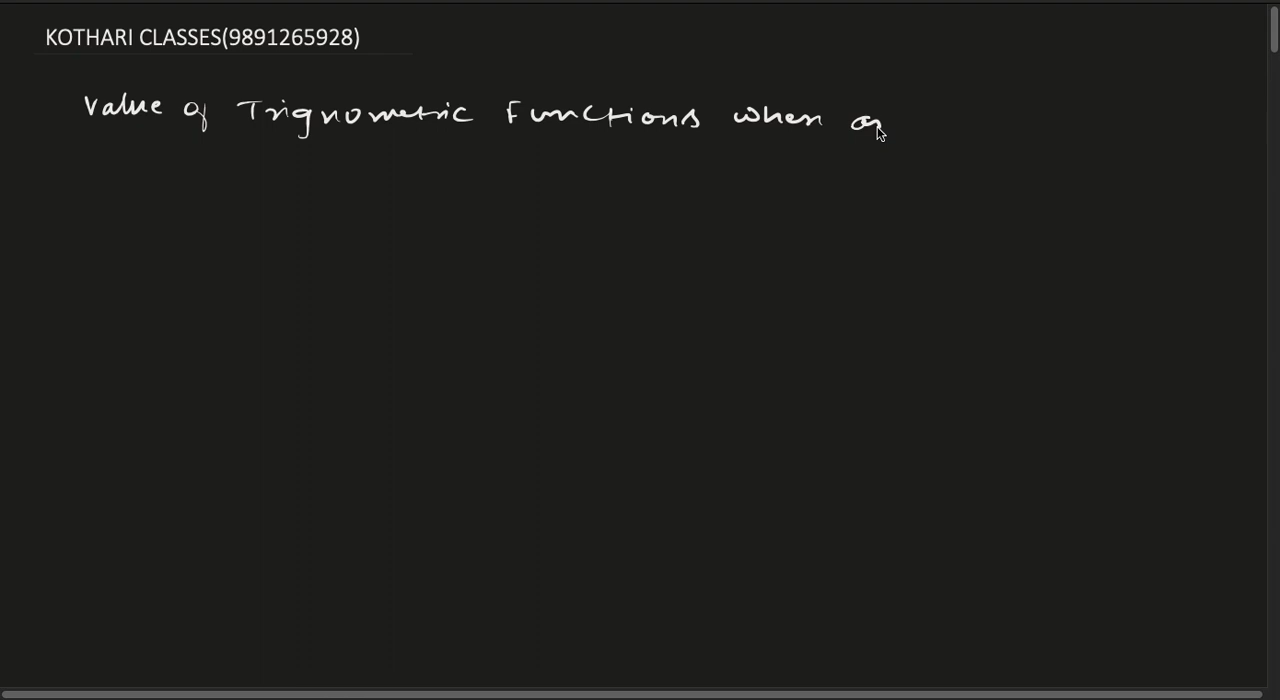 KOTHARI CLASSES(9891265928)
Value of Trignometric Functions when